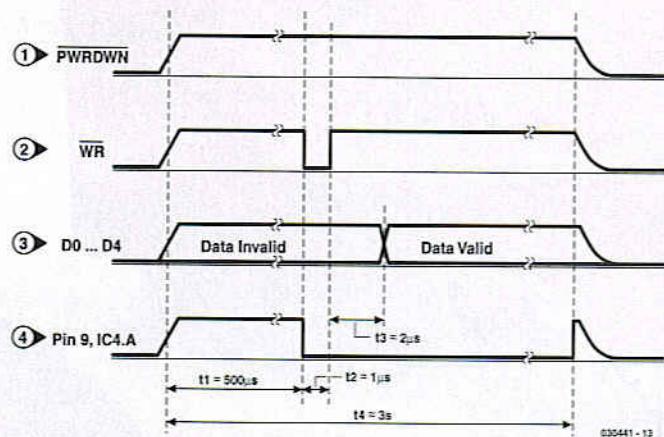 1 PWRDWN
2 WR
3 D0 ... D4 Data Invalid Data Valid
4 Pin 9, IC4.A
t3 = 2µs
t1 = 500µs t2 = 1µs
t4 = 3s
030441 - 13